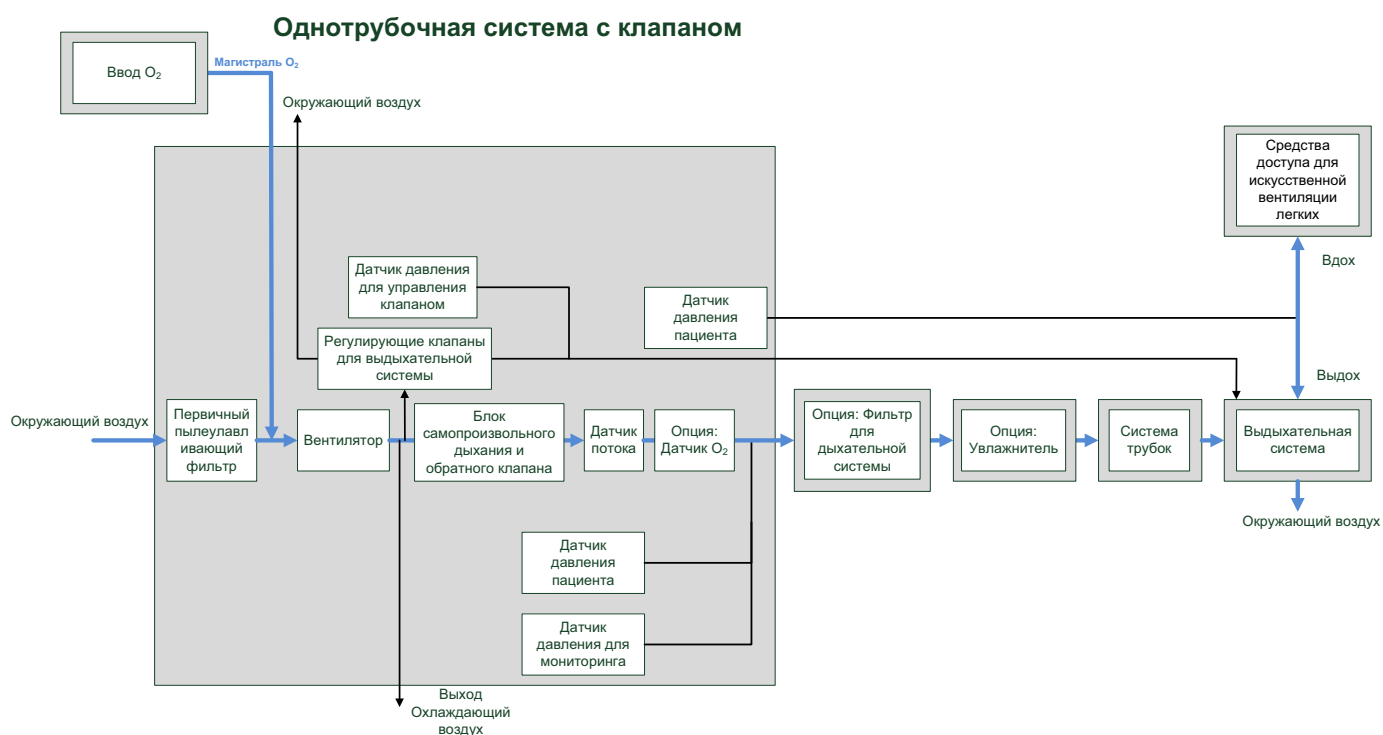 Однотрубочная система с клапаном
Ввод O₂
Магистраль O₂
Окружающий воздух
Средства
доступа для
искусственной
вентиляции
легких
Вдох
Датчик давления
для управления
клапаном
Датчик
давления
пациента
Регулирующие клапаны
для выдыхательной
системы
Выдох
Окружающий воздух
Первичный
пылеулавл
ивающий
фильтр
Вентилятор
Блок
самопроизвольного
дыхания и
обратного клапана
Датчик
потока
Опция:
Датчик O₂
Опция: Фильтр
для
дыхательной
системы
Опция:
Увлажнитель
Система
трубок
Выдыхательная
система
Окружающий воздух
Датчик
давления
пациента
Датчик
давления для
мониторинга
Выход
Охлаждающий
воздух